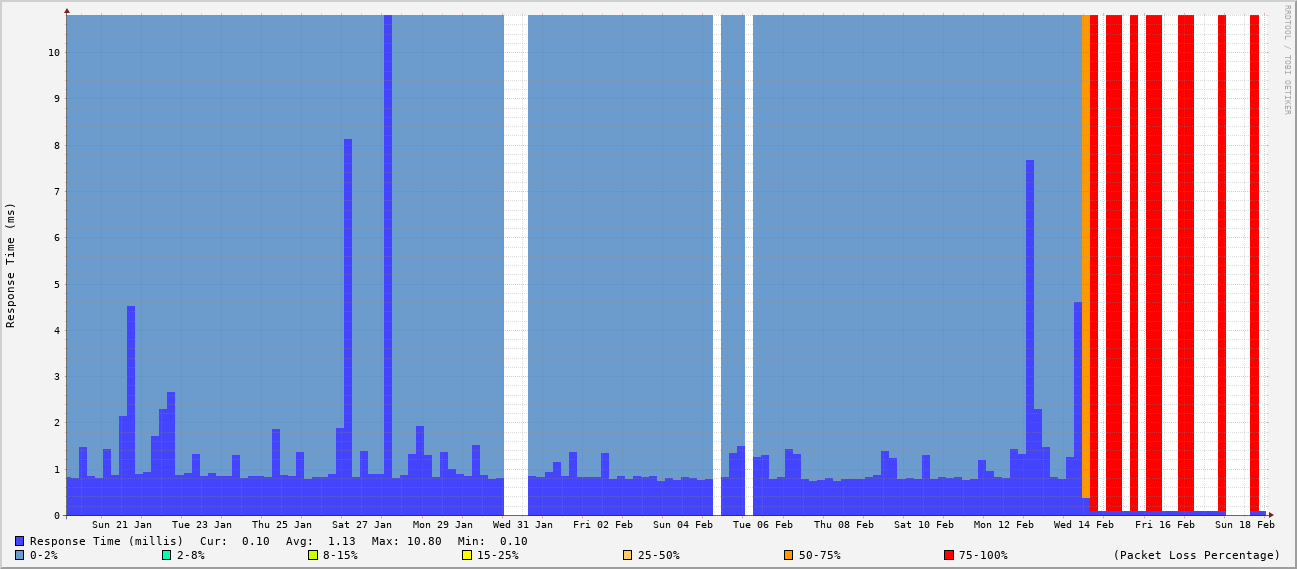 RRDTOOL / TOBI OETIKER
Response Time (ms)
10
9
8
7
6
5
4
3
2
1
0
Sun 21 Jan Tue 23 Jan Thu 25 Jan Sat 27 Jan Mon 29 Jan Wed 31 Jan Fri 02 Feb Sun 04 Feb Tue 06 Feb Thu 08 Feb Sat 10 Feb Mon 12 Feb Wed 14 Feb Fri 16 Feb Sun 18 Feb
Response Time (millis) Cur: 0.10 Avg: 1.13 Max: 10.80 Min: 0.10
0-2% 2-8% 8-15% 15-25% 25-50% 50-75% 75-100% (Packet Loss Percentage)